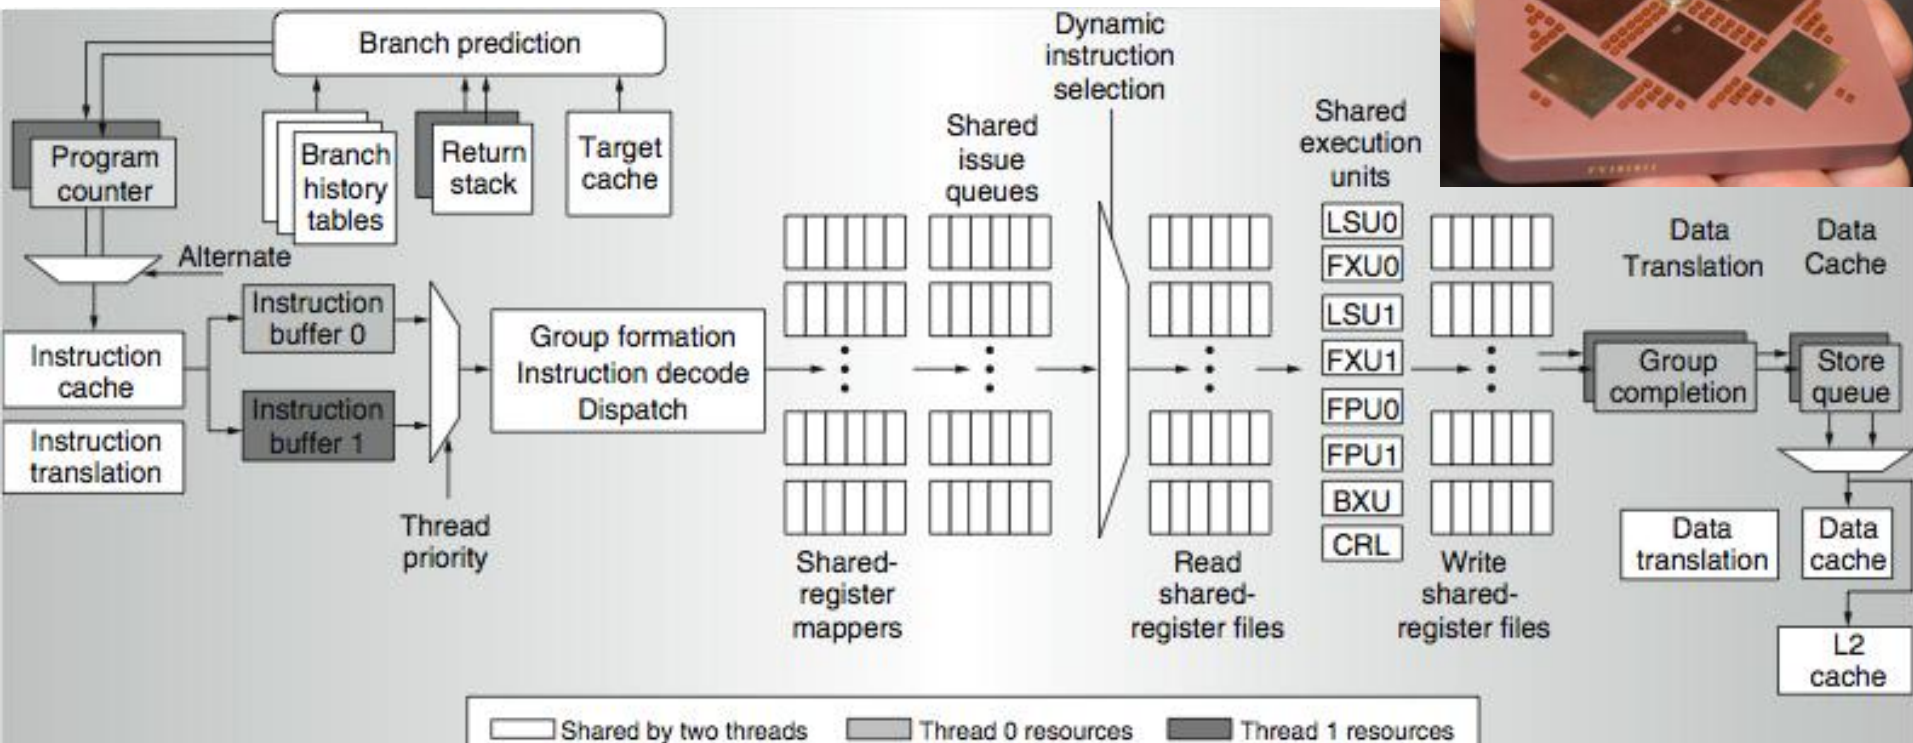 Branch prediction
Dynamic
instruction
selection
Program
counter
Branch
history
tables
Return
stack
Target
cache
Shared
issue
queues
Shared
execution
units
Alternate
Instruction
cache
Instruction
translation
Instruction
buffer 0
Instruction
buffer 1
Thread
priority
Group formation
Instruction decode
Dispatch
Shared-
register
mappers
Read
shared-
register files
LSU0
FXU0
LSU1
FXU1
FPU0
FPU1
BXU
CRL
Write
shared-
register files
Data
Translation
Data
Cache
Group
completion
Store
queue
Data
translation
Data
cache
L2
cache
Shared by two threads
Thread 0 resources
Thread 1 resources